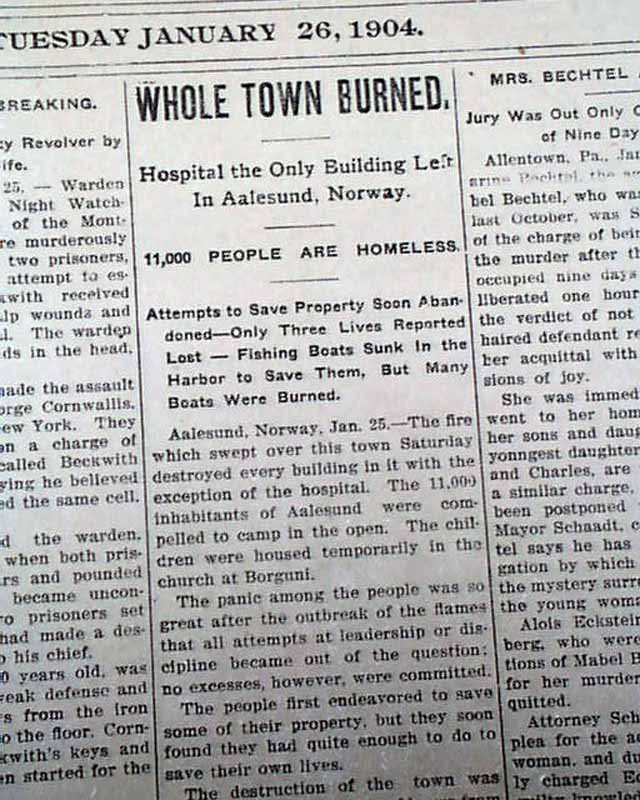 TUESDAY JANUARY 26, 1904.
BREAKING.
Revolver by
ife.
25. — Warden
Night Watch-
of the Mont-
re murderously
two prisoners,
attempt to es-
kwith received
lp wounds and
l. The warden
ds in the head,
made the assault
orge Cornwallis,
ew York. They
on a charge of
called Beckwith
ying he believed
ed the same cell.
d the warden.
when both pris-
rs and pounded
became uncon-
o prisoners set
had made a des-
o his chief.
0 years old, was
reak defense and
s from the iron
o the floor. Corn-
kwith's keys and
en started for the
WHOLE TOWN BURNED.
Hospital the Only Building Left
In Aalesund, Norway.
11,000 PEOPLE ARE HOMELESS.
Attempts to Save Property Soon Aban-
doned—Only Three Lives Reported
Lost — Fishing Boats Sunk In the
Harbor to Save Them, But Many
Boats Were Burned.
Aalesund, Norway, Jan. 25.—The fire
which swept over this town Saturday
destroyed every building in it with the
exception of the hospital. The 11,000
inhabitants of Aalesund were com-
pelled to camp in the open. The chil-
dren were housed temporarily in the
church at Borguni.
The panic among the people was so
great after the outbreak of the flames
that all attempts at leadership or dis-
cipline became out of the question;
no excesses, however, were committed.
The people first endeavored to save
some of their property, but they soon
found they had quite enough to do to
save their own lives.
The destruction of the town was
MRS. BECHTEL
Jury Was Out Only
of Nine Day
Allentown, Pa., Jan
bel Bechtel, who was
last October, was
of the charge of bein
the murder after th
occupied nine days
liberated one hour
the verdict of not
haired defendant re
her acquittal with
sions of joy.
She was immed
went to her hom
her sons and daug
yonngest daughter
and Charles, are
a similar charge,
been postponed
Mayor Schaadt, c
tel says he has
gation by which
the mystery surr
the young woma
Alois Eckstein
berg, who were
tions of Mabel B
for her murder
quitted.
Attorney Sch
plea for the ac
woman, and du
ly charged Ec